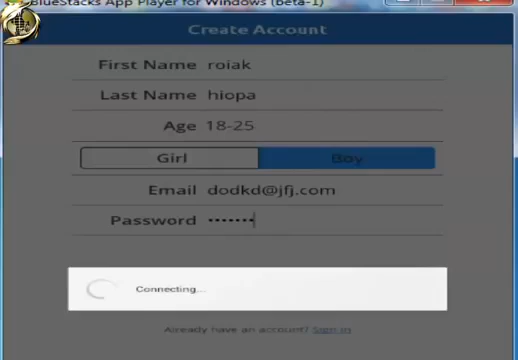 BlueStacks App Player for Windows (beta-1)
Create Account
First Name roiak
Last Name hiopa
Age 18-25
Girl Boy
Email dodkd@jfj.com
Password •••••••
Connecting...
Already have an account? Sign in